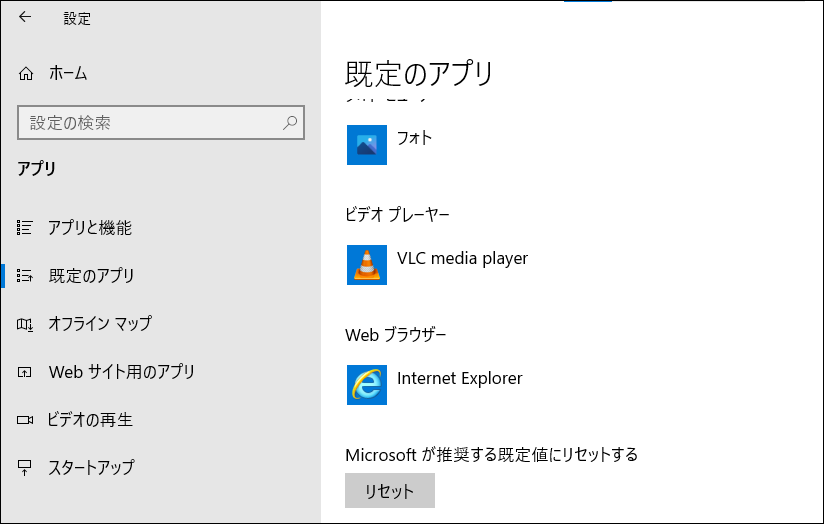 設定
ホーム
設定の検索
アプリ
アプリと機能
既定のアプリ
オフライン マップ
Web サイト用のアプリ
ビデオの再生
スタートアップ
既定のアプリ
フォト
ビデオ プレーヤー
VLC media player
Web ブラウザー
Internet Explorer
Microsoft が推奨する既定値にリセットする
リセット